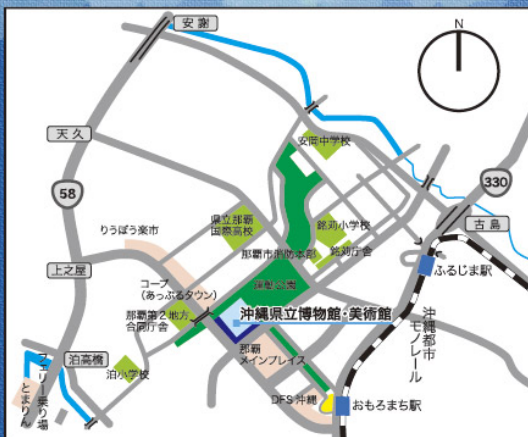 N
安謝
安岡中学校
天久
330
58
県立那覇
国際高校
銘苅小学校
古島
りうぼう楽市
那覇市消防本部
銘苅庁舎
上之屋
ふるじま駅
コープ
(あっぷるタウン)
運動公園
那覇第2地方
合同庁舎
沖縄県立博物館・美術館
沖縄都市
モノレール
泊高橋
那覇
メインプレイス
フェリー乗り場
とまりん
泊小学校
DFS沖縄
おもろまち駅